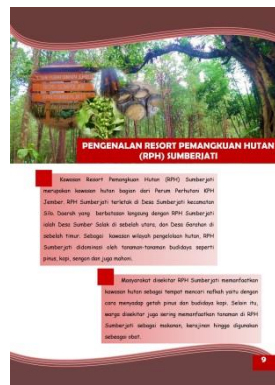 PENGENALAN RESORT PEMANGKUAN HUTAN
(RPH) SUMBERJATI
Kawasan Resort Pemangkuan Hutan (RPH) Sumberjati
merupakan kawasan hutan bagian dari Perum Perhutani KPH
Jember. RPH Sumberjati terletak di Desa Sumberjati kecamatan
Silo. Daerah yang berbatasan langsung dengan RPH Sumberjati
ialah Desa Sumber Salak di sebelah utara, dan Desa Garahan di
sebelah timur. Sebagai kawasan wilayah pengelolaan hutan, RPH
Sumberjati didominasi oleh tanaman-tanaman budidaya seperti
pinus, kopi, sengon dan juga mahoni.
Masyarakat disekitar RPH Sumberjati memanfaatkan
kawasan hutan sebagai tempat mencari nafkah yaitu dengan
cara menyadap getah pinus dan budidaya kopi. Selain itu,
warga disekitar juga sering memanfaatkan tanaman di RPH
Sumberjati sebagai makanan, kerajinan hingga digunakan
sebagai obat.
9